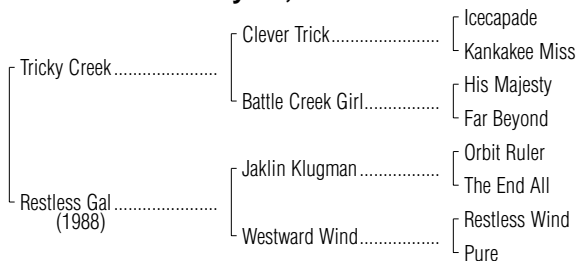 Clever Trick
Icecapade
Kankakee Miss
Tricky Creek
Battle Creek Girl
His Majesty
Far Beyond
Jaklin Klugman
Orbit Ruler
The End All
Restless Gal
(1988)
Westward Wind
Restless Wind
Pure